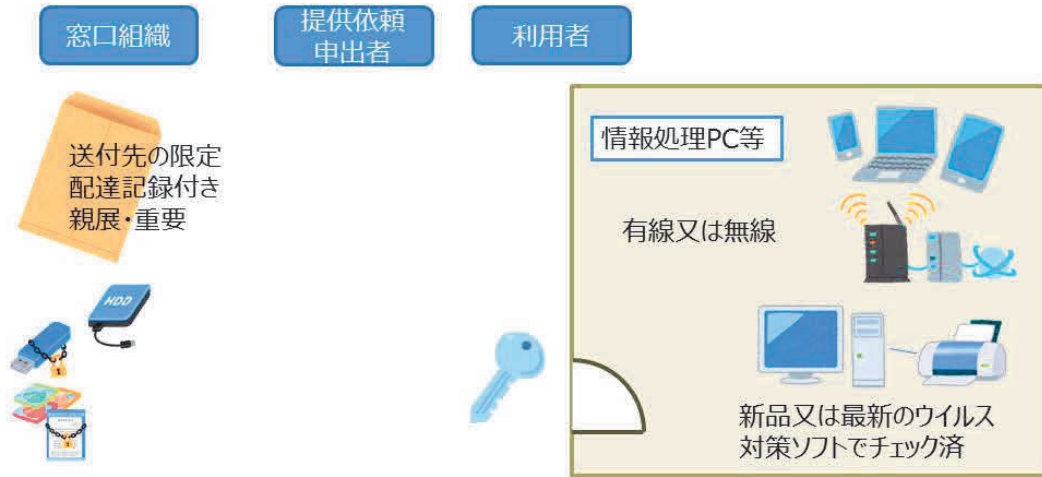 窓口組織
提供依頼
申出者
利用者
送付先の限定
配達記録付き
親展・重要
HDD
情報処理PC等
有線又は無線
新品又は最新のウイルス
対策ソフトでチェック済